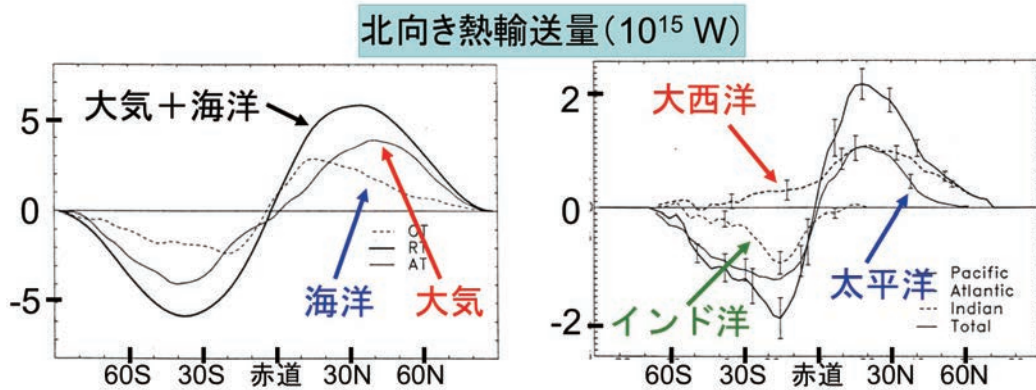 北向き熱輸送量(10¹⁵ W)
大気+海洋
5
0
-5
OT
RT
AT
海洋
大気
60S 30S 赤道 30N 60N
大西洋
2
0
-2
インド洋
太平洋
Pacific
Atlantic
Indian
Total
60S 30S 赤道 30N 60N